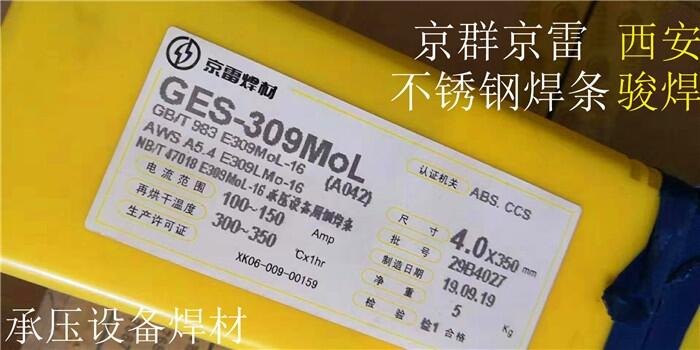 京群京雷 西安
不锈钢焊条 骏焊
京雷焊材
GES-309MoL
GB/T 983 E309MoL-16 (A042)
AWS A5.4 E309LMo-16
NB/T 47018 E309MoL-16 承压设备用钢焊条
电流范围 100~150 Amp
再烘干温度 300~350 ℃x1hr
生产许可证 XK06-009-00159
认证机关 ABS. CCS
尺寸 4.0X350 mm
批号 29B4027
制造日期 19.09.19
净重 5 Kg
检验 检1 合格
承压设备焊材